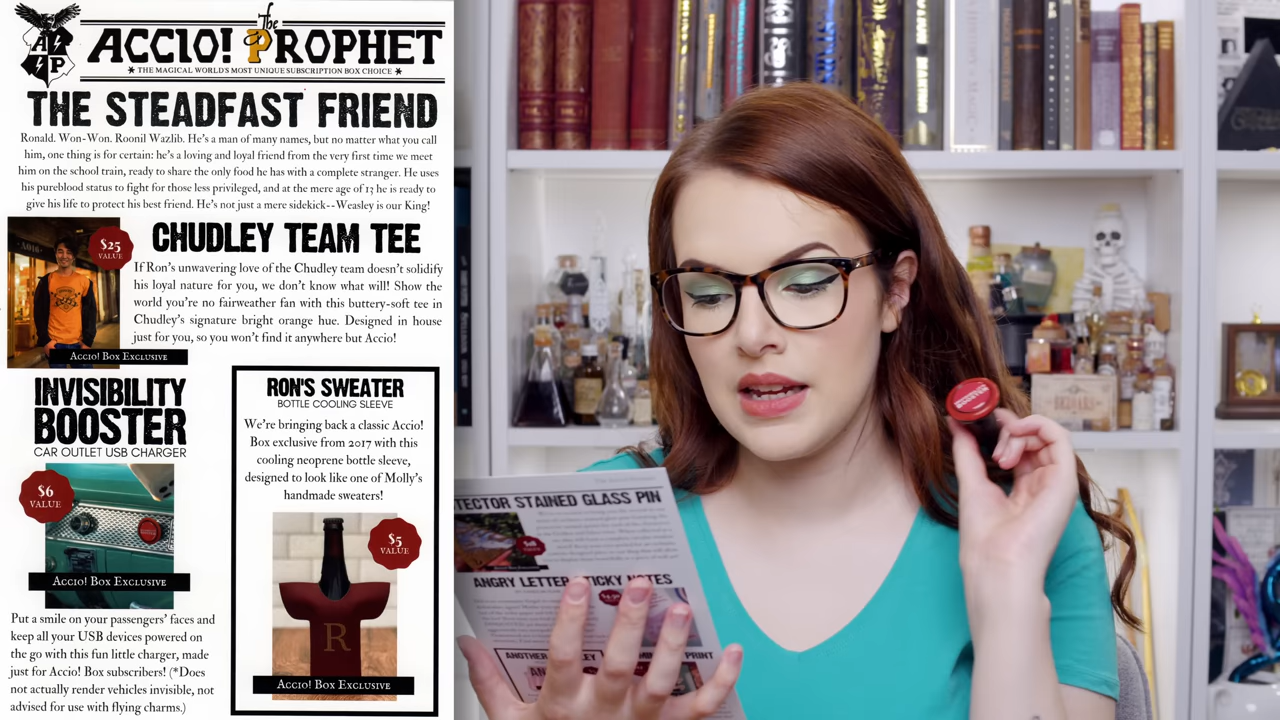 The
ACCIO! PROPHET
A P
★ THE MAGICAL WORLD'S MOST UNIQUE SUBSCRIPTION BOX CHOICE ★
THE STEADFAST FRIEND
Ronald. Won-Won. Roonil Wazlib. He's a man of many names, but no matter what you call
him, one thing is for certain: he's a loving and loyal friend from the very first time we meet
him on the school train, ready to share the only food he has with a complete stranger. He uses
his pureblood status to fight for those less privileged, and at the mere age of 13 he is ready to
give his life to protect his best friend. He's not just a mere sidekick--Weasley is our King!
$25
VALUE
CHUDLEY TEAM TEE
If Ron's unwavering love of the Chudley team doesn't solidify
his loyal nature for you, we don't know what will! Show the
world you're no fairweather fan with this buttery-soft tee in
Chudley's signature bright orange hue. Designed in house
just for you, so you won't find it anywhere but Accio!
ACCIO! BOX EXCLUSIVE
INVISIBILITY
BOOSTER
CAR OUTLET USB CHARGER
$6
VALUE
ACCIO! BOX EXCLUSIVE
Put a smile on your passengers' faces and
keep all your USB devices powered on
the go with this fun little charger, made
just for Accio! Box subscribers! (*Does
not actually render vehicles invisible, not
advised for use with flying charms.)
RON'S SWEATER
BOTTLE COOLING SLEEVE
We're bringing back a classic Accio!
Box exclusive from 2017 with this
cooling neoprene bottle sleeve,
designed to look like one of Molly's
handmade sweaters!
$5
VALUE
R
ACCIO! BOX EXCLUSIVE
TECTOR STAINED GLASS PIN
ANGRY LETTER STICKY NOTES
ANOTHER
PRINT
BOOSTER
BEZOARS